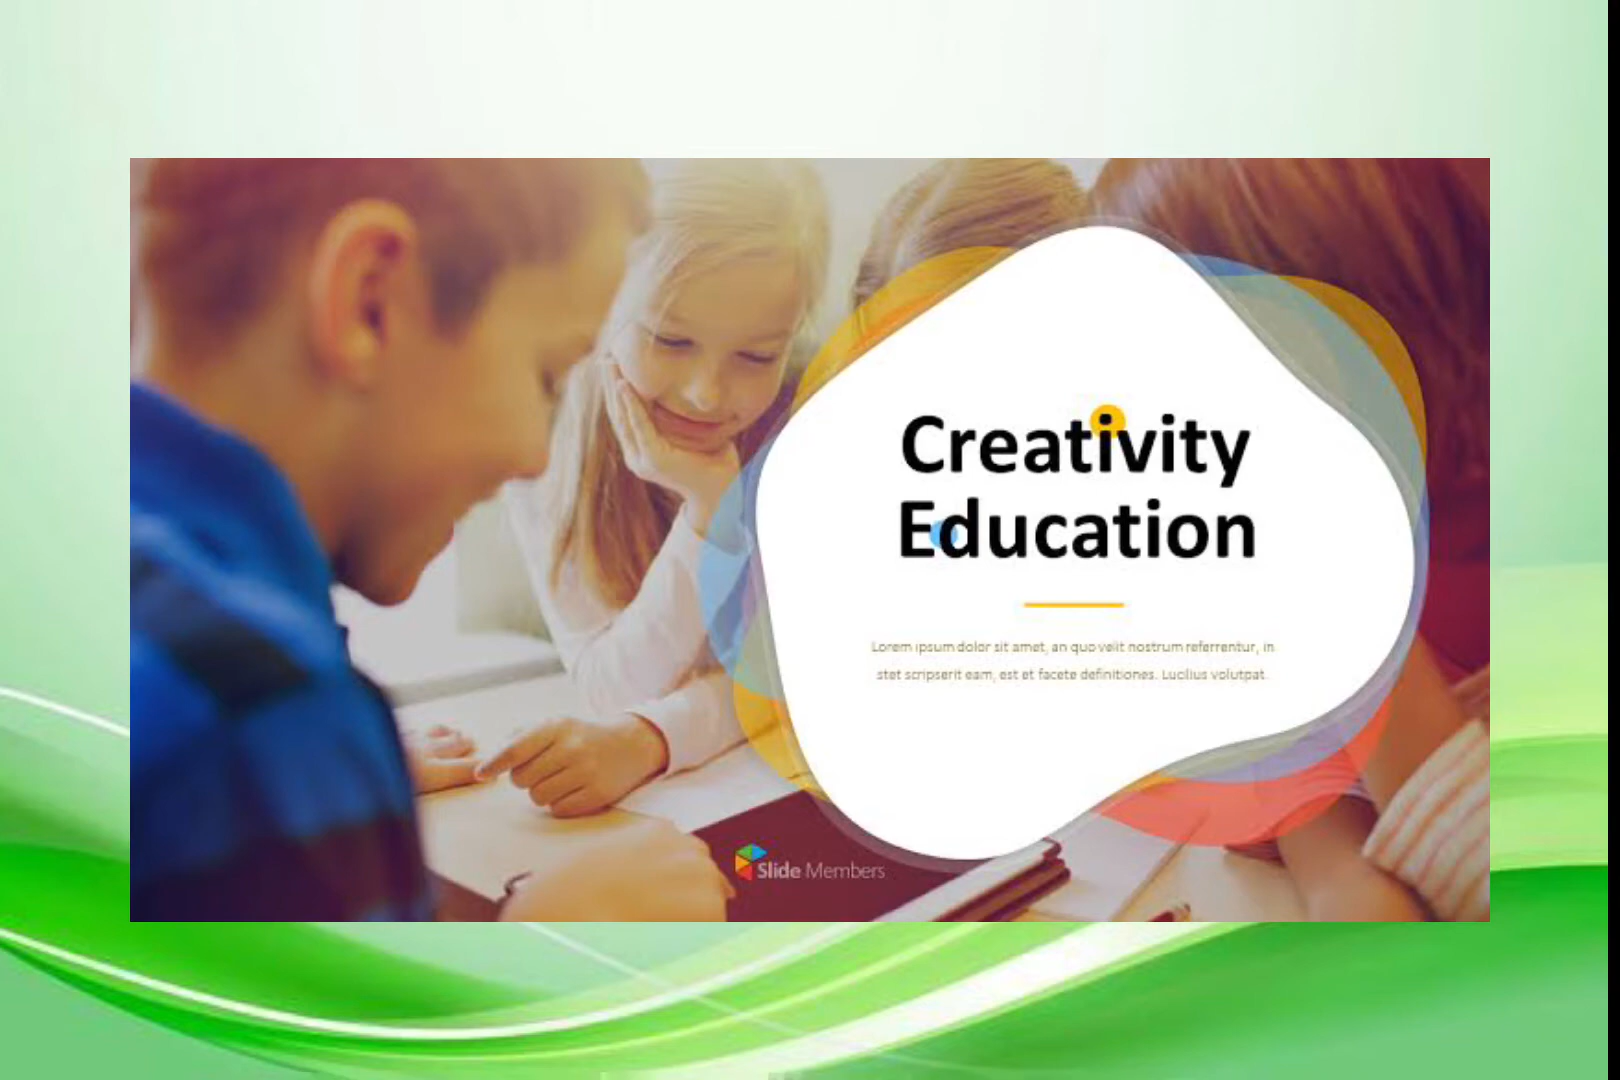 Creativity
Education
Lorem ipsum dolor sit amet, an quo velit nostrum referrentur, in
stet scripserit eam, est et facete definitiones. Lucilius volutpat.
Slide Members